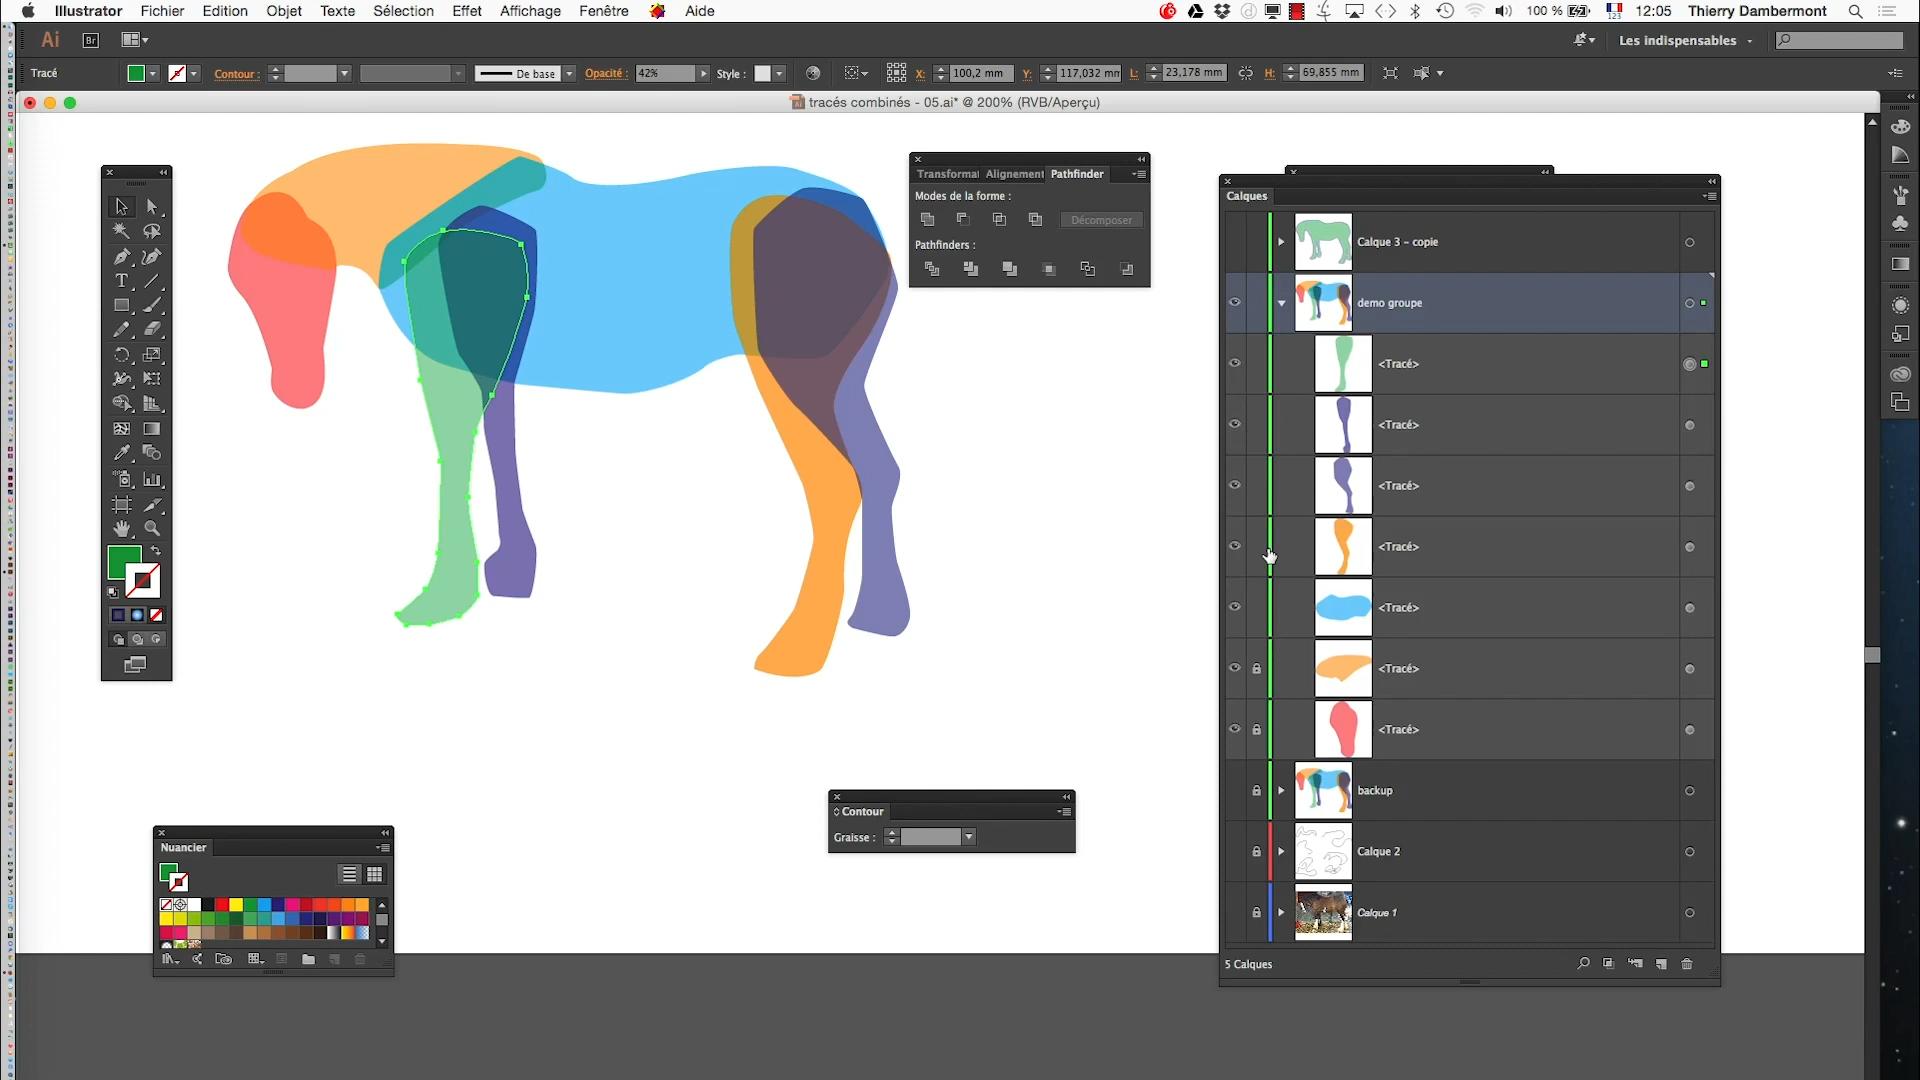 Illustrator Fichier Edition Objet Texte Sélection Effet Affichage Fenêtre Aide 100 % 123 12:05 Thierry Dambermont
Ai Br Les indispensables
Tracé Contour : De base Opacité : 42% Style : X: 100,2 mm Y: 117,032 mm L: 23,178 mm H: 69,855 mm
tracés combinés - 05.ai* @ 200% (RVB/Aperçu)
Transformat Alignement Pathfinder
Modes de la forme :
Décomposer
Pathfinders :
Calques
Calque 3 - copie
demo groupe
<Tracé>
<Tracé>
<Tracé>
<Tracé>
<Tracé>
<Tracé>
<Tracé>
backup
Calque 2
Calque 1
5 Calques
Contour
Graisse :
Nuancier